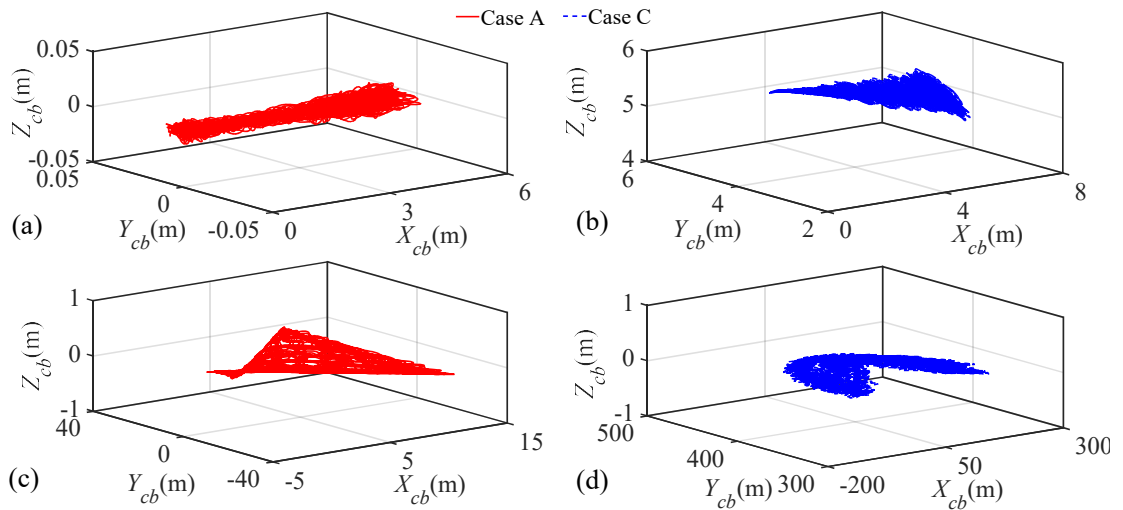 Case A Case C
0.05
0
-0.05
Z_cb(m)
0.05
0
-0.05
Y_cb(m)
0
3
6
X_cb(m)
(a)
6
5
4
Z_cb(m)
6
4
2
Y_cb(m)
0
4
8
X_cb(m)
(b)
1
0
-1
Z_cb(m)
40
0
-40
Y_cb(m)
-5
5
15
X_cb(m)
(c)
1
0
-1
Z_cb(m)
500
400
300
Y_cb(m)
-200
50
300
X_cb(m)
(d)